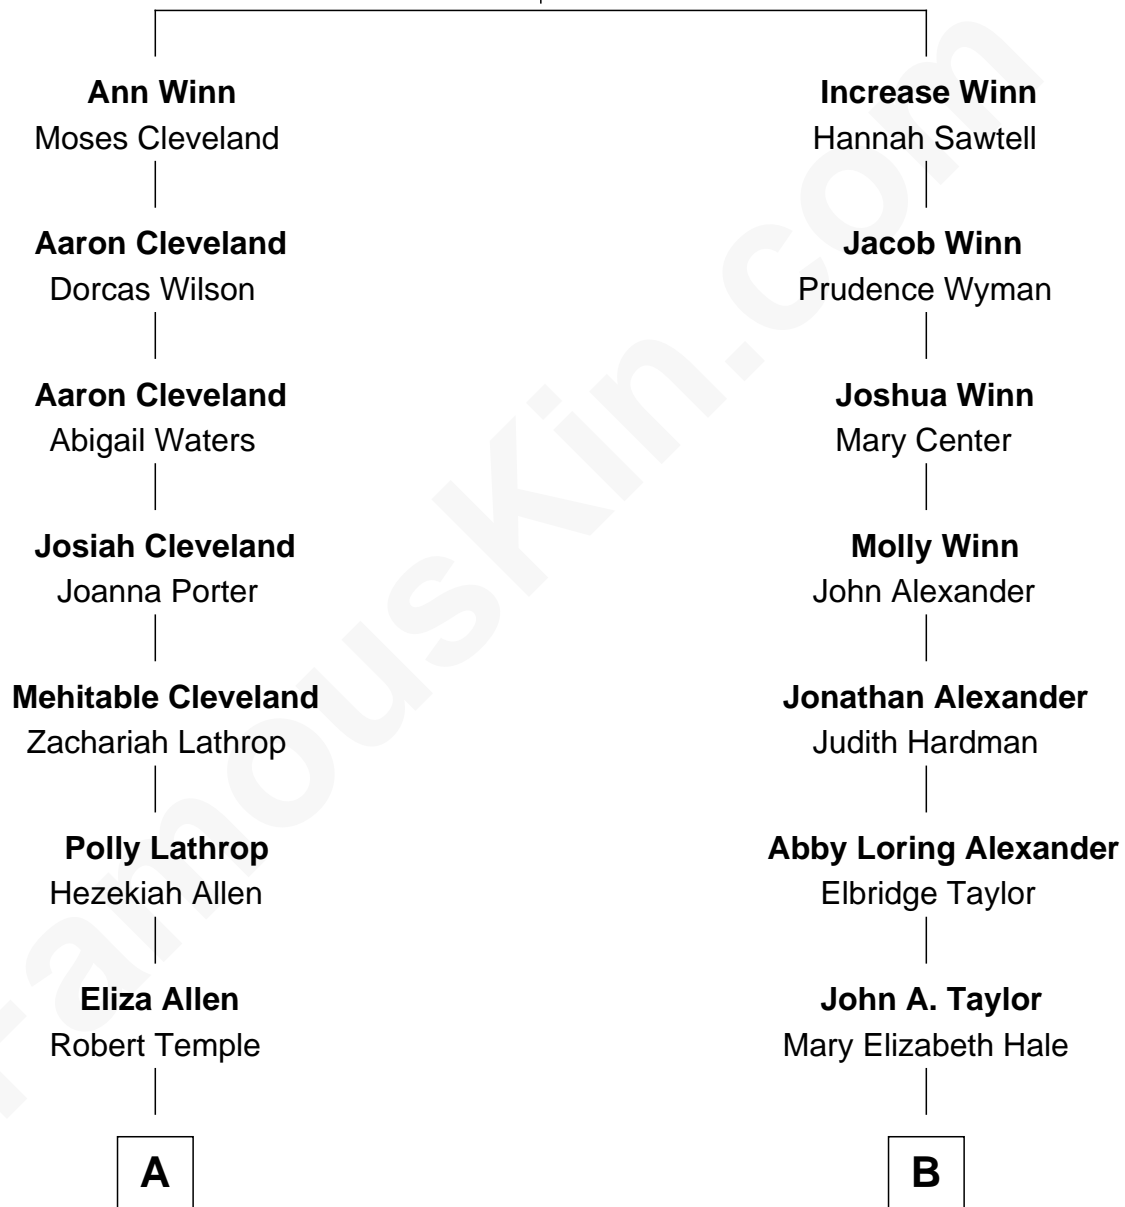 Ann Winn
Moses Cleveland
Aaron Cleveland
Dorcas Wilson
Aaron Cleveland
Abigail Waters
Josiah Cleveland
Joanna Porter
Mehitable Cleveland
Zachariah Lathrop
Polly Lathrop
Hezekiah Allen
Eliza Allen
Robert Temple
A
Increase Winn
Hannah Sawtell
Jacob Winn
Prudence Wyman
Joshua Winn
Mary Center
Molly Winn
John Alexander
Jonathan Alexander
Judith Hardman
Abby Loring Alexander
Elbridge Taylor
John A. Taylor
Mary Elizabeth Hale
B
FamousKin.com